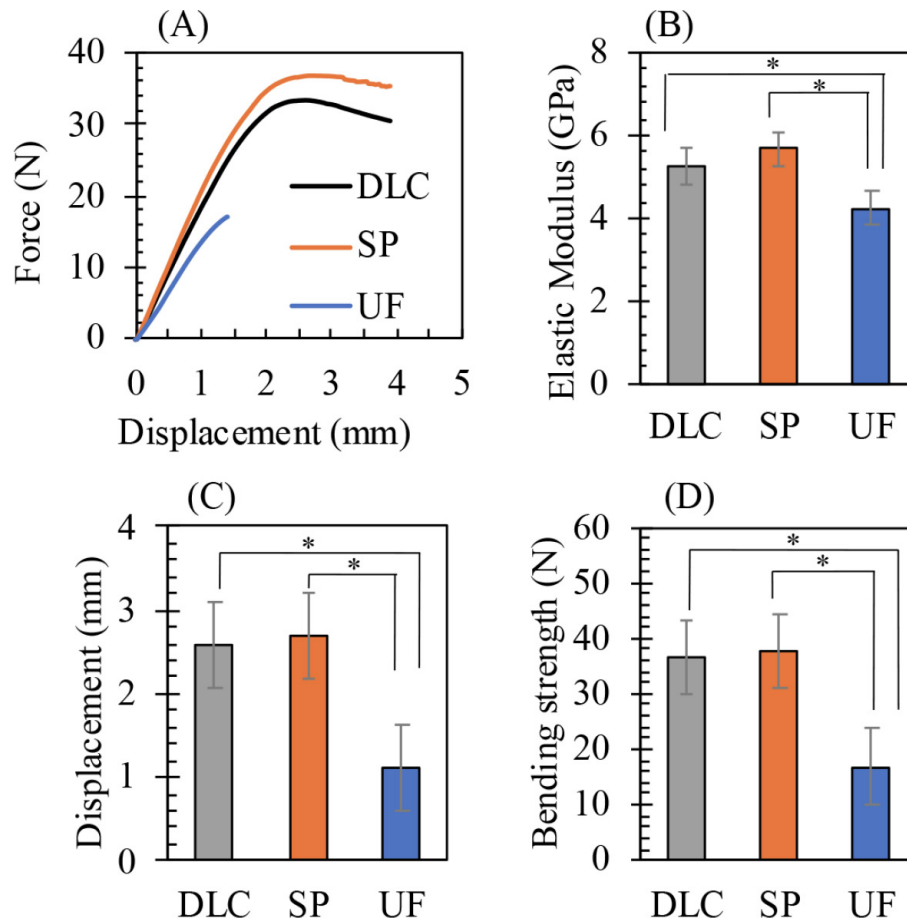 (A)
40
30
20
10
0
Force (N)
DLC
SP
UF
0 1 2 3 4 5
Displacement (mm)
(B)
8
6
4
2
0
Elastic Modulus (GPa)
*
*
DLC SP UF
(C)
4
3
2
1
0
Displacement (mm)
*
*
DLC SP UF
(D)
60
50
40
30
20
10
0
Bending strength (N)
*
*
DLC SP UF